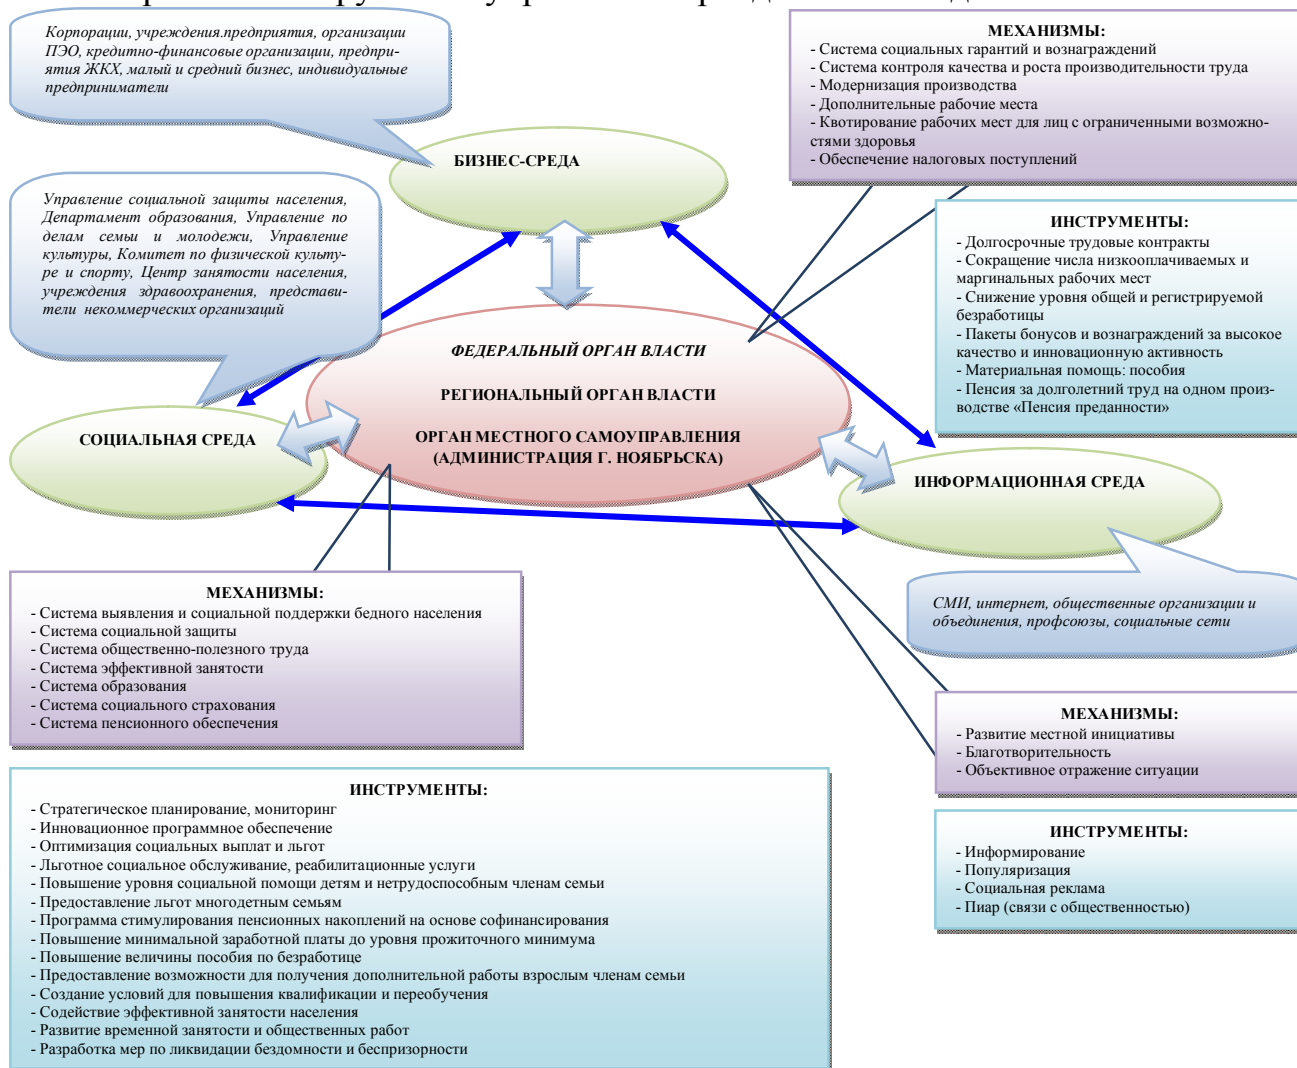 Корпорации, учреждения.предприятия, организации
ПЭО, кредитно-финансовые организации, предпри-
ятия ЖКХ, малый и средний бизнес, индивидуальные
предприниматели
МЕХАНИЗМЫ:
- Система социальных гарантий и вознаграждений
- Система контроля качества и роста производительности труда
- Модернизация производства
- Дополнительные рабочие места
- Квотирование рабочих мест для лиц с ограниченными возможно-
стями здоровья
- Обеспечение налоговых поступлений
БИЗНЕС-СРЕДА
Управление социальной защиты населения,
Департамент образования, Управление по
делам семьи и молодежи, Управление
культуры, Комитет по физической культу-
ре и спорту, Центр занятости населения,
учреждения здравоохранения, представи-
тели некоммерческих организаций
ИНСТРУМЕНТЫ:
- Долгосрочные трудовые контракты
- Сокращение числа низкооплачиваемых и
маргинальных рабочих мест
- Снижение уровня общей и регистрируемой
безработицы
- Пакеты бонусов и вознаграждений за высокое
качество и инновационную активность
- Материальная помощь: пособия
- Пенсия за долголетний труд на одном произ-
водстве «Пенсия преданности»
ФЕДЕРАЛЬНЫЙ ОРГАН ВЛАСТИ
РЕГИОНАЛЬНЫЙ ОРГАН ВЛАСТИ
ОРГАН МЕСТНОГО САМОУПРАВЛЕНИЯ
(АДМИНИСТРАЦИЯ Г. НОЯБРЬСКА)
СОЦИАЛЬНАЯ СРЕДА
ИНФОРМАЦИОННАЯ СРЕДА
СМИ, интернет, общественные организации и
объединения, профсоюзы, социальные сети
МЕХАНИЗМЫ:
- Система выявления и социальной поддержки бедного населения
- Система социальной защиты
- Система общественно-полезного труда
- Система эффективной занятости
- Система образования
- Система социального страхования
- Система пенсионного обеспечения
МЕХАНИЗМЫ:
- Развитие местной инициативы
- Благотворительность
- Объективное отражение ситуации
ИНСТРУМЕНТЫ:
- Стратегическое планирование, мониторинг
- Инновационное программное обеспечение
- Оптимизация социальных выплат и льгот
- Льготное социальное обслуживание, реабилитационные услуги
- Повышение уровня социальной помощи детям и нетрудоспособным членам семьи
- Предоставление льгот многодетным семьям
- Программа стимулирования пенсионных накоплений на основе софинансирования
- Повышение минимальной заработной платы до уровня прожиточного минимума
- Повышение величины пособия по безработице
- Предоставление возможности для получения дополнительной работы взрослым членам семьи
- Создание условий для повышения квалификации и переобучения
- Содействие эффективной занятости населения
- Развитие временной занятости и общественных работ
- Разработка мер по ликвидации бездомности и беспризорности
ИНСТРУМЕНТЫ:
- Информирование
- Популяризация
- Социальная реклама
- Пиар (связи с общественностью)